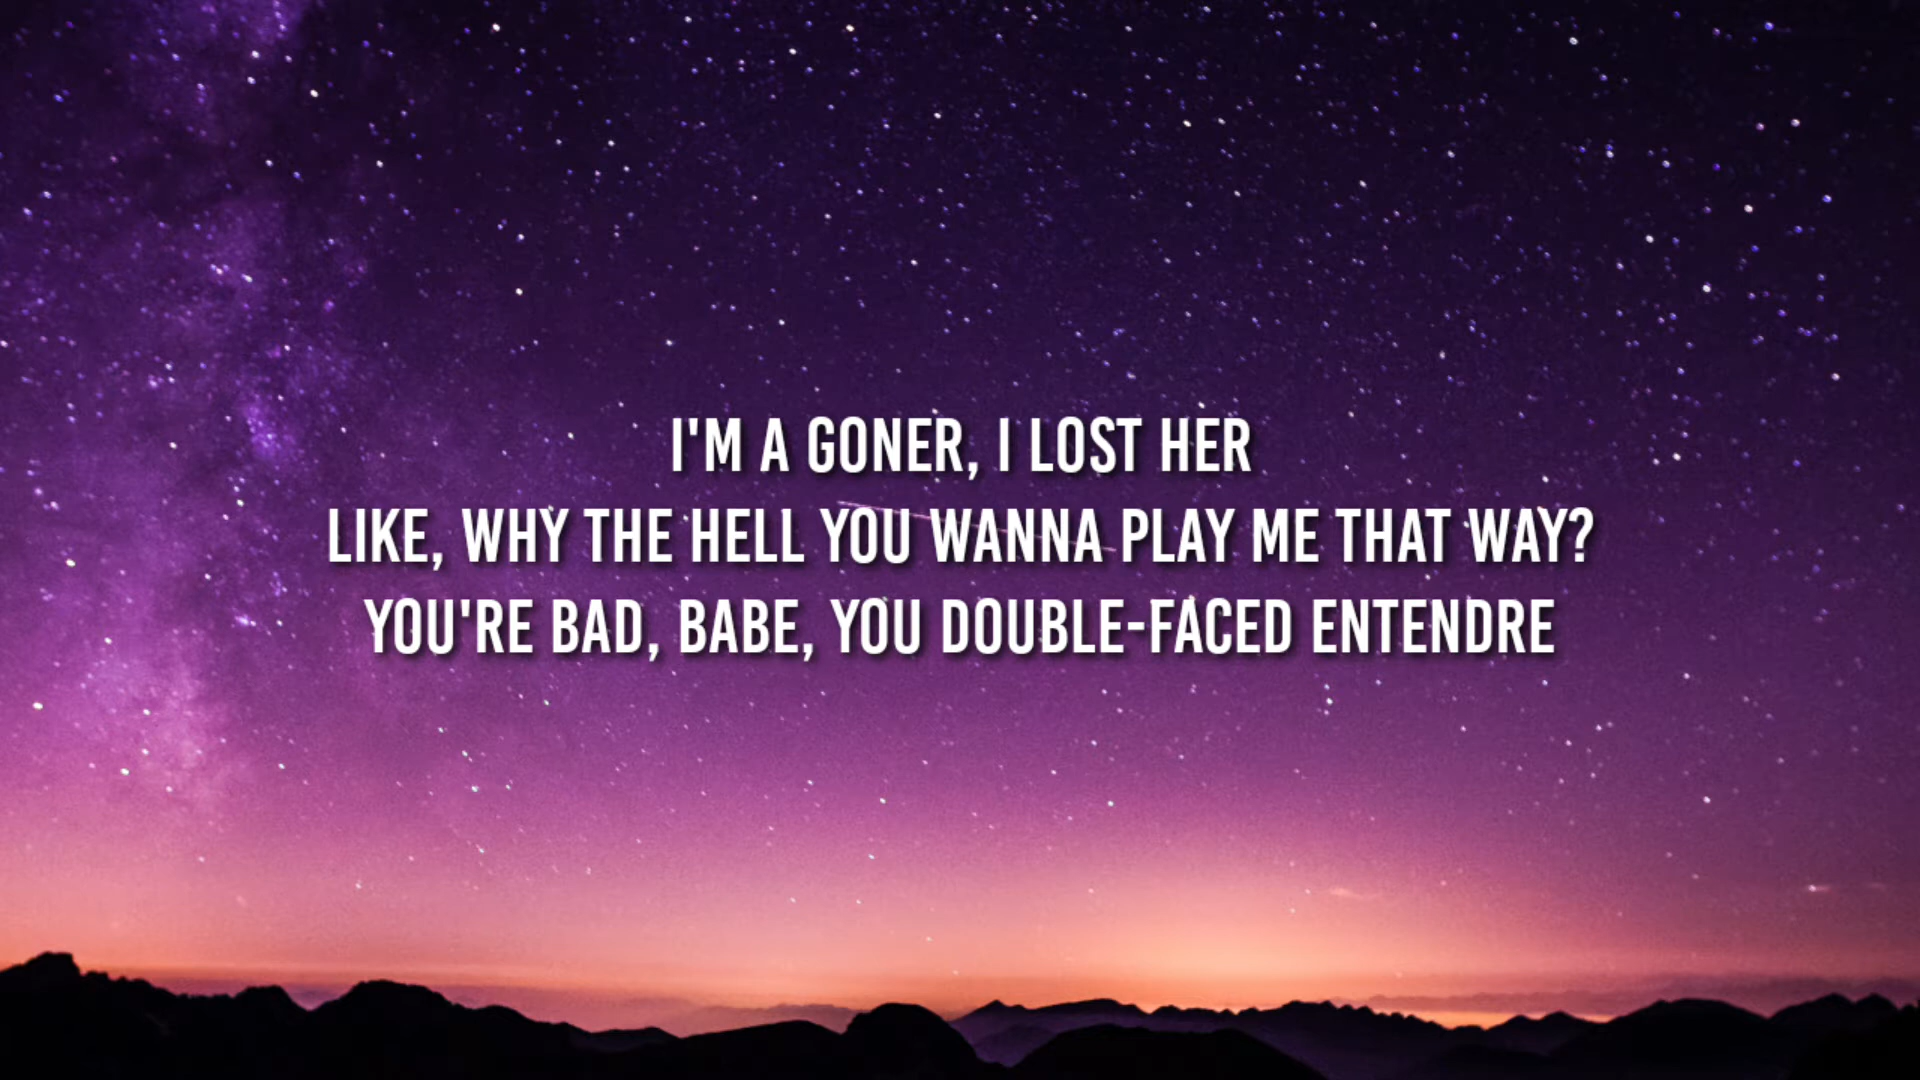 I'M A GONER, I LOST HER
LIKE, WHY THE HELL YOU WANNA PLAY ME THAT WAY?
YOU'RE BAD, BABE, YOU DOUBLE-FACED ENTENDRE